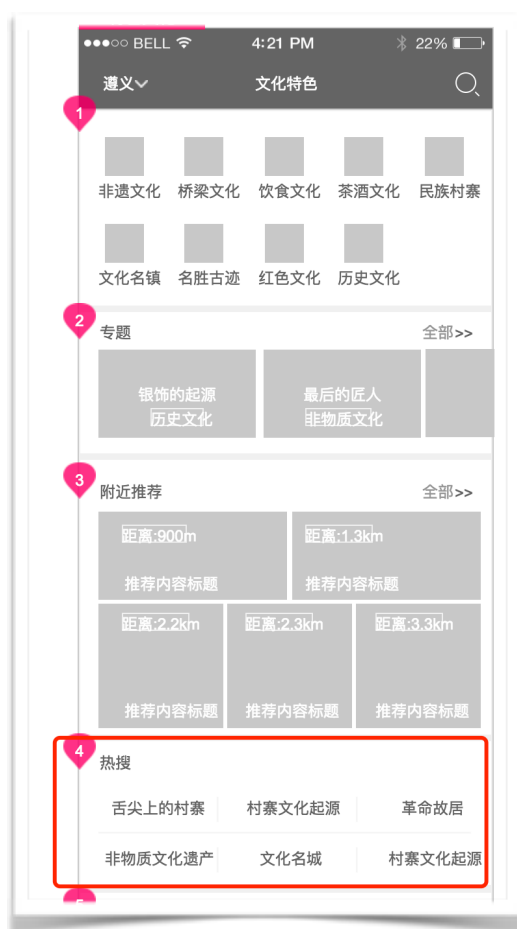 BELL 4:21 PM 22%
遵义 文化特色
1
非遗文化 桥梁文化 饮食文化 茶酒文化 民族村寨
文化名镇 名胜古迹 红色文化 历史文化
2
专题 全部>>
银饰的起源 最后的匠人
历史文化 非物质文化
3
附近推荐 全部>>
距离:900m 距离:1.3km
推荐内容标题 推荐内容标题
距离:2.2km 距离:2.3km 距离:3.3km
推荐内容标题 推荐内容标题 推荐内容标题
4
热搜
舌尖上的村寨 村寨文化起源 革命故居
非物质文化遗产 文化名城 村寨文化起源
5